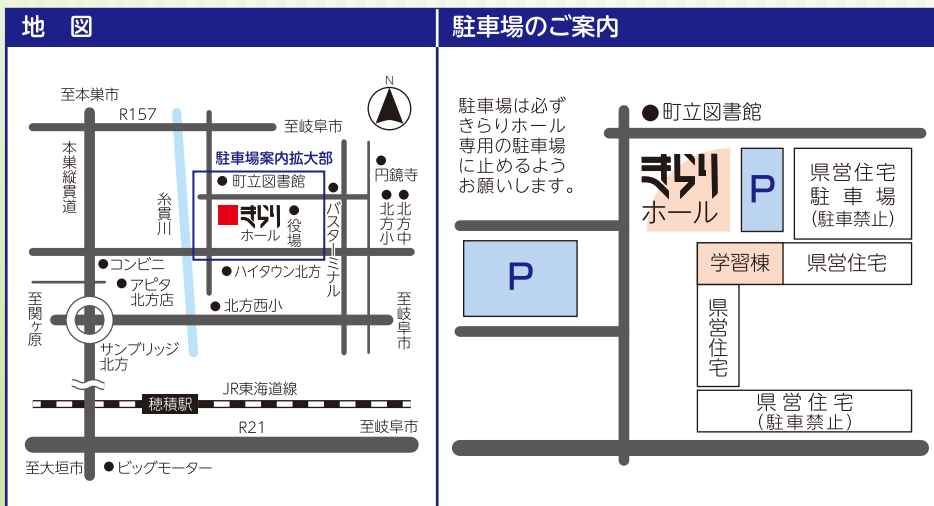 地　図
至本巣市
R157
至岐阜市
N
本巣縦貫道
糸貫川
駐車場案内拡大部
町立図書館
きらり
ホール
役場
バスターミナル
円鏡寺
北方小
北方中
コンビニ
アピタ
北方店
ハイタウン北方
北方西小
至関ヶ原
至岐阜市
サンブリッジ
北方
JR東海道線
穂積駅
R21
至岐阜市
至大垣市
ビッグモーター
駐車場のご案内
駐車場は必ず
きらりホール
専用の駐車場
に止めるよう
お願いします。
町立図書館
きらり
ホール
P
県営住宅
駐車場
(駐車禁止)
P
学習棟
県営住宅
県営住宅
県営住宅
(駐車禁止)